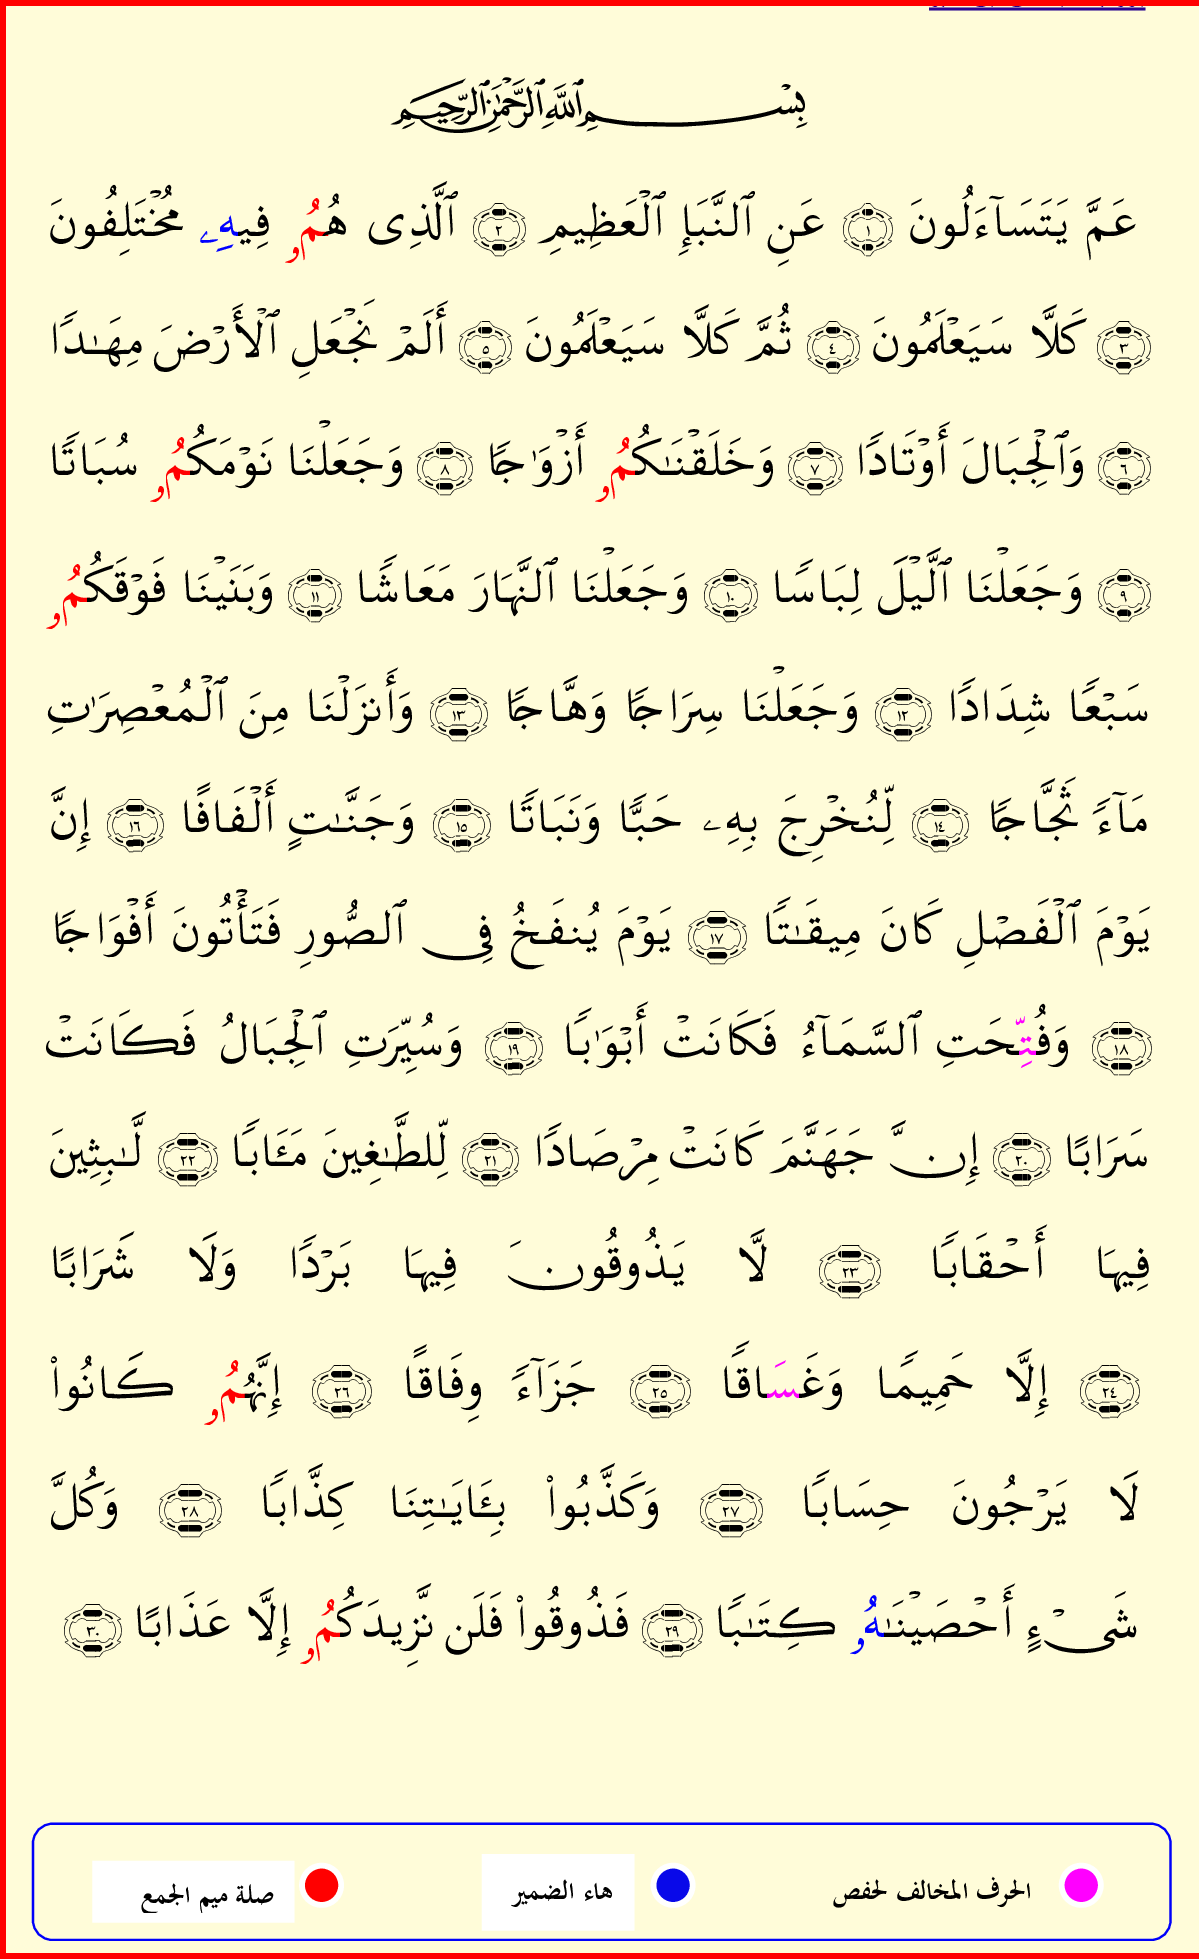 بِسْمِ ٱللَّهِ ٱلرَّحْمَٰنِ ٱلرَّحِيمِ
عَمَّ يَتَسَآءَلُونَ ١ عَنِ ٱلنَّبَإِ ٱلْعَظِيمِ ٢ ٱلَّذِى هُمُۥ فِيهِۦ مُخْتَلِفُونَ
٣ كَلَّا سَيَعْلَمُونَ ٤ ثُمَّ كَلَّا سَيَعْلَمُونَ ٥ أَلَمْ نَجْعَلِ ٱلْأَرْضَ مِهَـٰدًا
٦ وَٱلْجِبَالَ أَوْتَادًا ٧ وَخَلَقْنَـٰكُمُۥ أَزْوَٰجًا ٨ وَجَعَلْنَا نَوْمَكُمُۥ سُبَاتًا
٩ وَجَعَلْنَا ٱلَّيْلَ لِبَاسًا ١٠ وَجَعَلْنَا ٱلنَّهَارَ مَعَاشًا ١١ وَبَنَيْنَا فَوْقَكُمُۥ
سَبْعًا شِدَادًا ١٢ وَجَعَلْنَا سِرَاجًا وَهَّاجًا ١٣ وَأَنزَلْنَا مِنَ ٱلْمُعْصِرَٰتِ
مَآءً ثَجَّاجًا ١٤ لِّنُخْرِجَ بِهِۦ حَبًّا وَنَبَاتًا ١٥ وَجَنَّـٰتٍ أَلْفَافًا ١٦ إِنَّ
يَوْمَ ٱلْفَصْلِ كَانَ مِيقَـٰتًا ١٧ يَوْمَ يُنفَخُ فِى ٱلصُّورِ فَتَأْتُونَ أَفْوَاجًا
١٨ وَفُتِّحَتِ ٱلسَّمَآءُ فَكَانَتْ أَبْوَٰبًا ١٩ وَسُيِّرَتِ ٱلْجِبَالُ فَكَانَتْ
سَرَابًا ٢٠ إِنَّ جَهَنَّمَ كَانَتْ مِرْصَادًا ٢١ لِّلطَّـٰغِينَ مَـَٔابًا ٢٢ لَّـٰبِثِينَ
فِيهَا أَحْقَابًا ٢٣ لَّا يَذُوقُونَ فِيهَا بَرْدًا وَلَا شَرَابًا
٢٤ إِلَّا حَمِيمًا وَغَسَاقًا ٢٥ جَزَآءً وِفَاقًا ٢٦ إِنَّهُمُۥ كَانُوا۟
لَا يَرْجُونَ حِسَابًا ٢٧ وَكَذَّبُوا۟ بِـَٔايَـٰتِنَا كِذَّابًا ٢٨ وَكُلَّ
شَىْءٍ أَحْصَيْنَـٰهُۥ كِتَـٰبًا ٢٩ فَذُوقُوا۟ فَلَن نَّزِيدَكُمُۥ إِلَّا عَذَابًا ٣٠
الحرف المخالف لحفص هاء الضمير صلة ميم الجمع